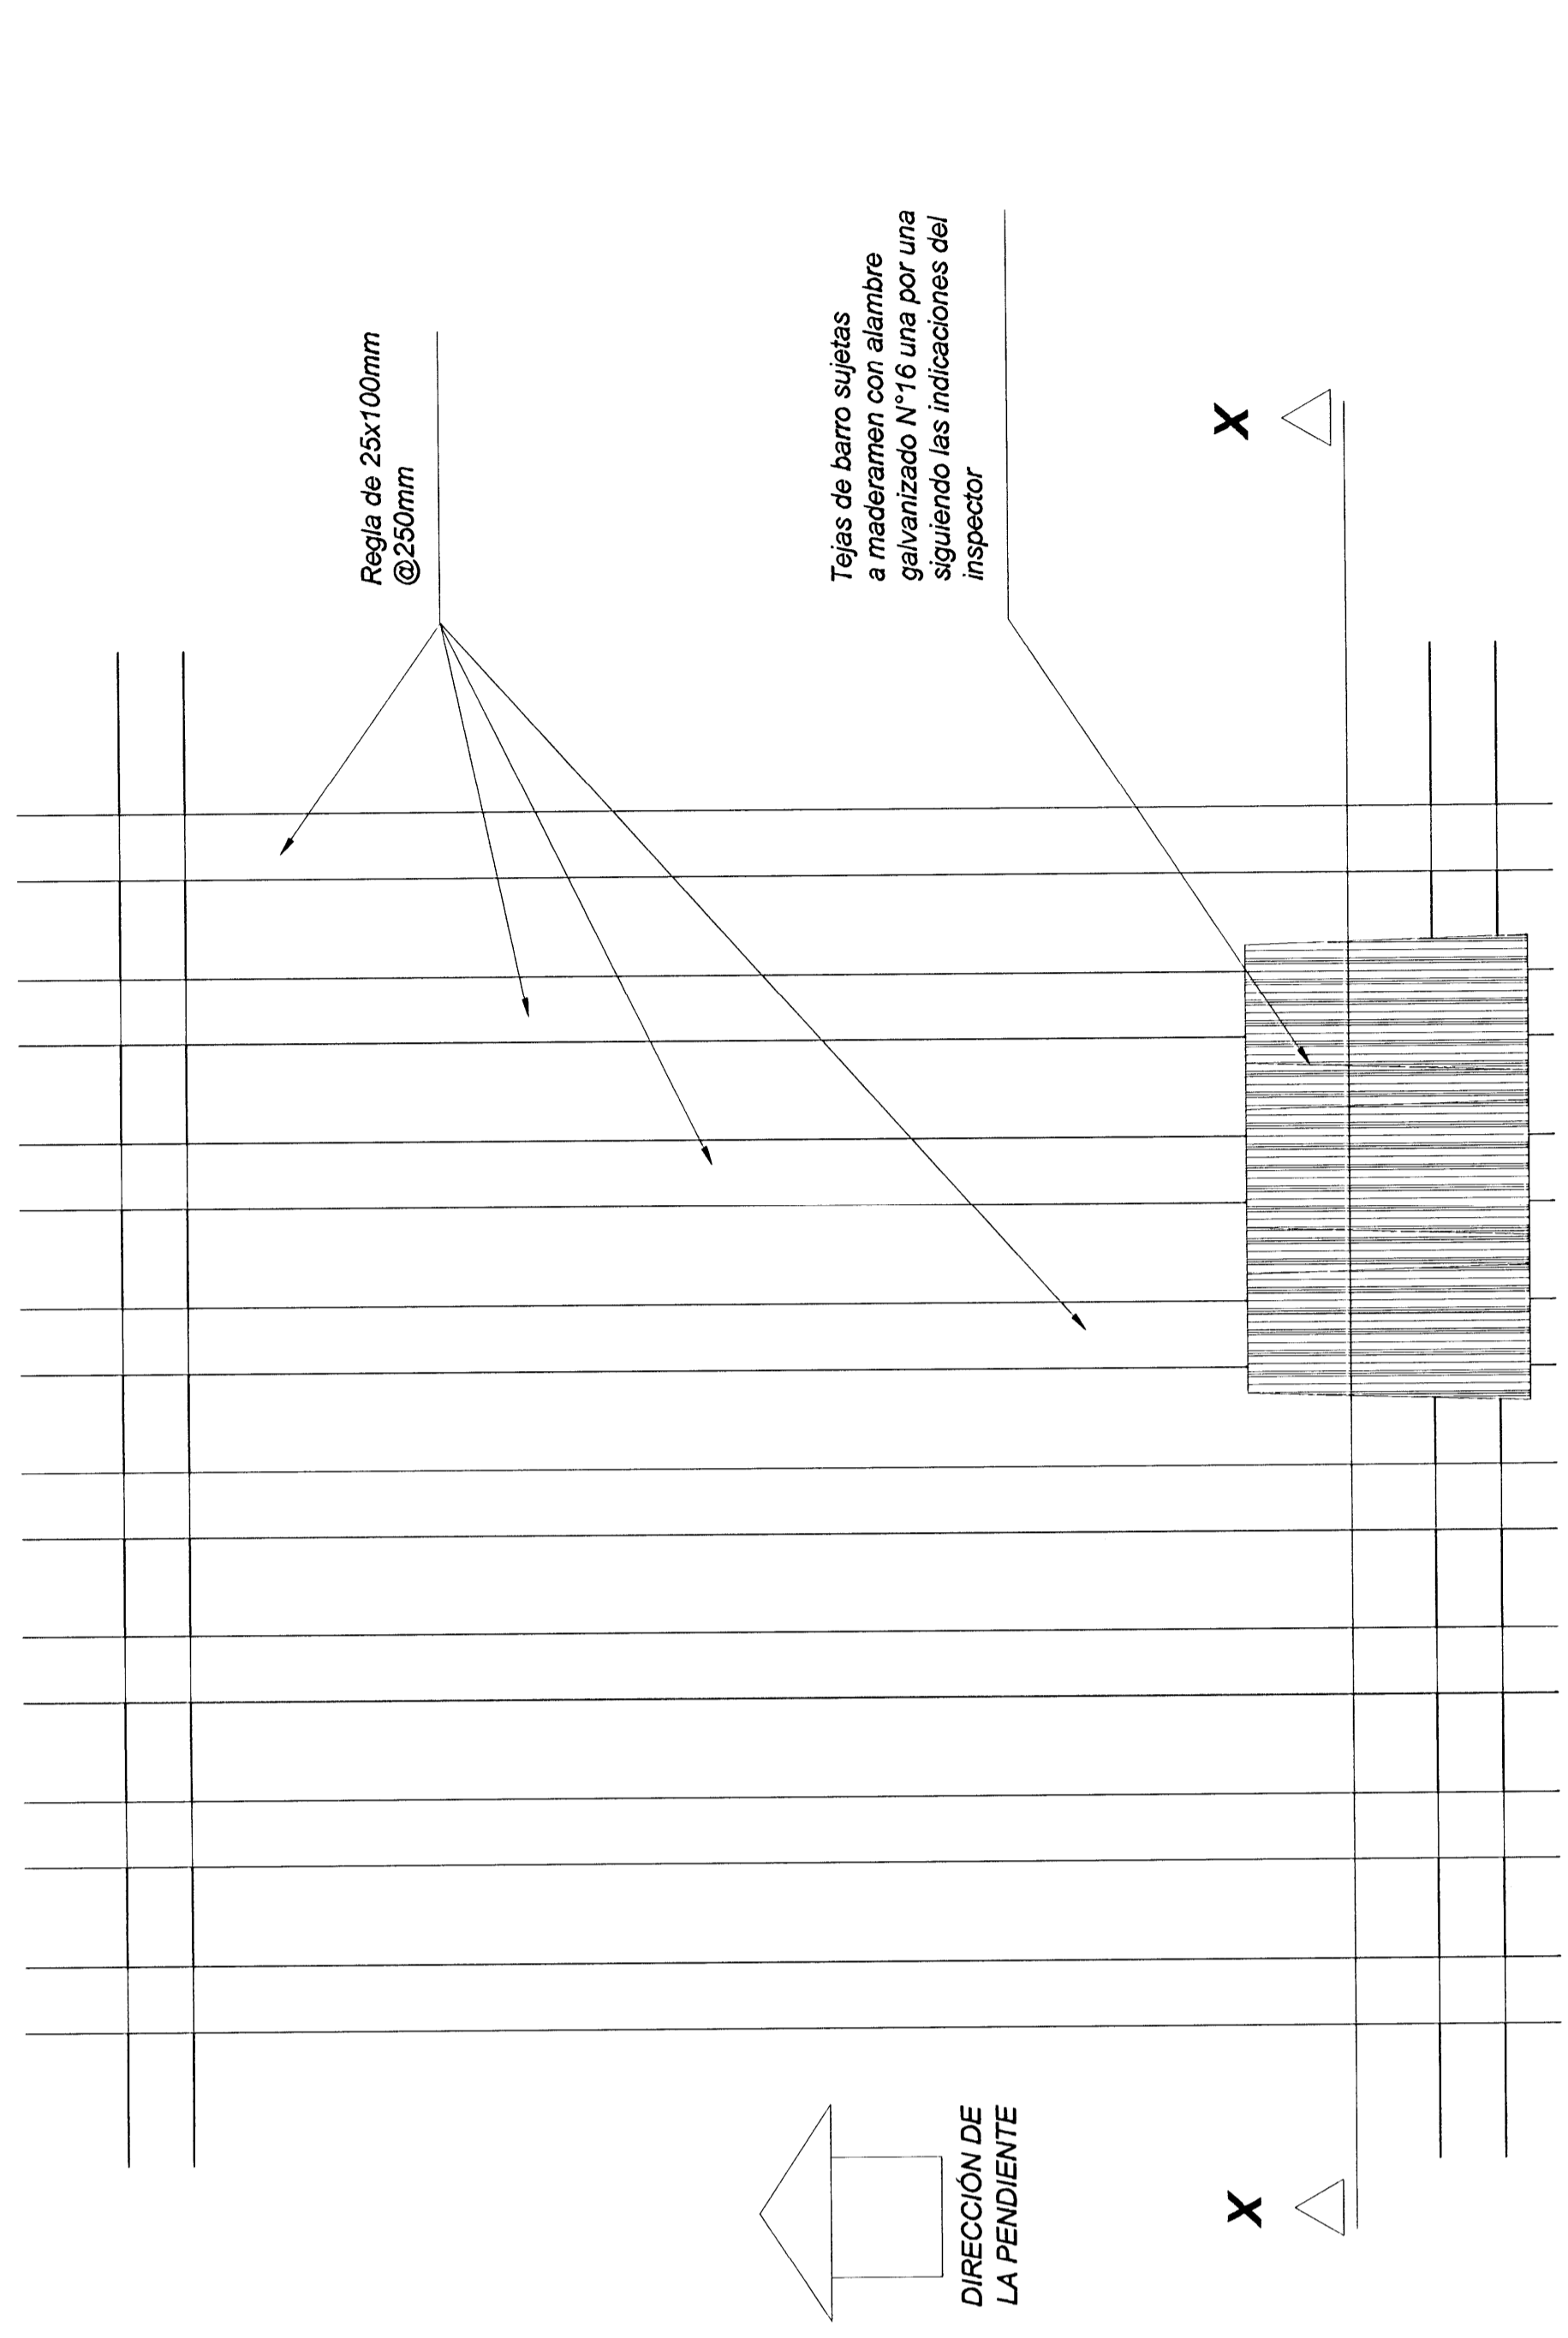 Regla de 25x100mm
@250mm
Tejas de barro sujetas
a maderamen con alambre
galvanizado N°16 una por una
siguiendo las indicaciones del
inspector
X
X
DIRECCIÓN DE
LA PENDIENTE